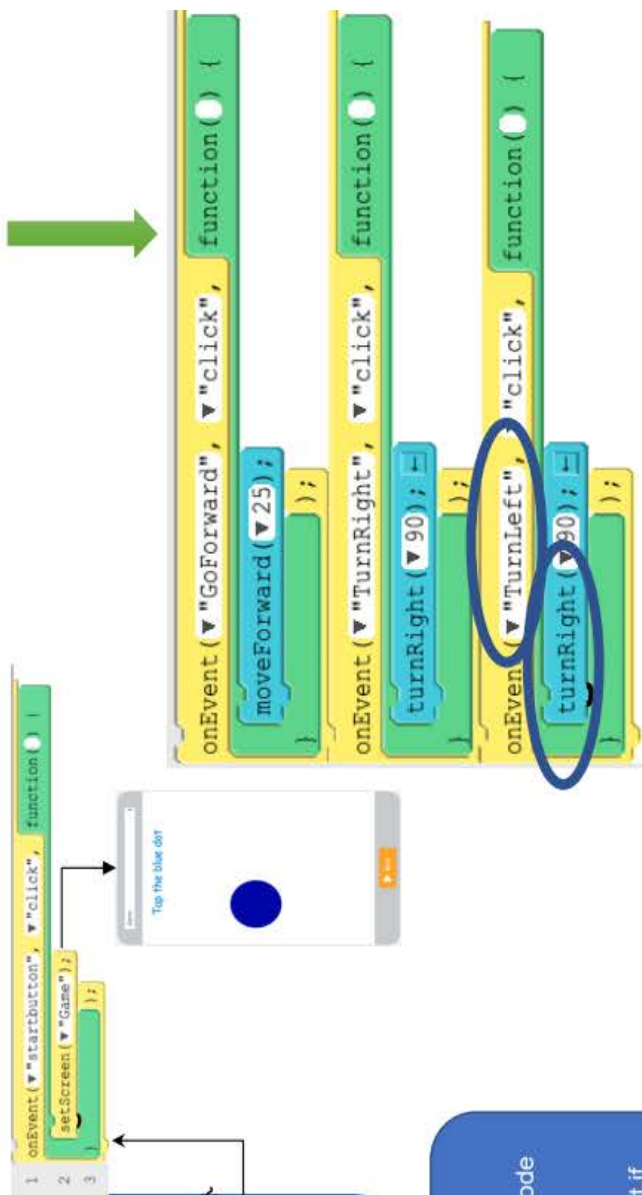 1 onEvent(▼"startbutton", ▼"click", function() {
2 setScreen(▼"Game");
3 } );
Tap the blue dot
ode
t if
onEvent(▼"GoForward", ▼"click", function() {
moveForward(▼25);
} );
onEvent(▼"TurnRight", ▼"click", function() {
turnRight(▼90); ←
} );
onEvent(▼"TurnLeft", ▼"click", function() {
turnRight(▼90); ←
} );